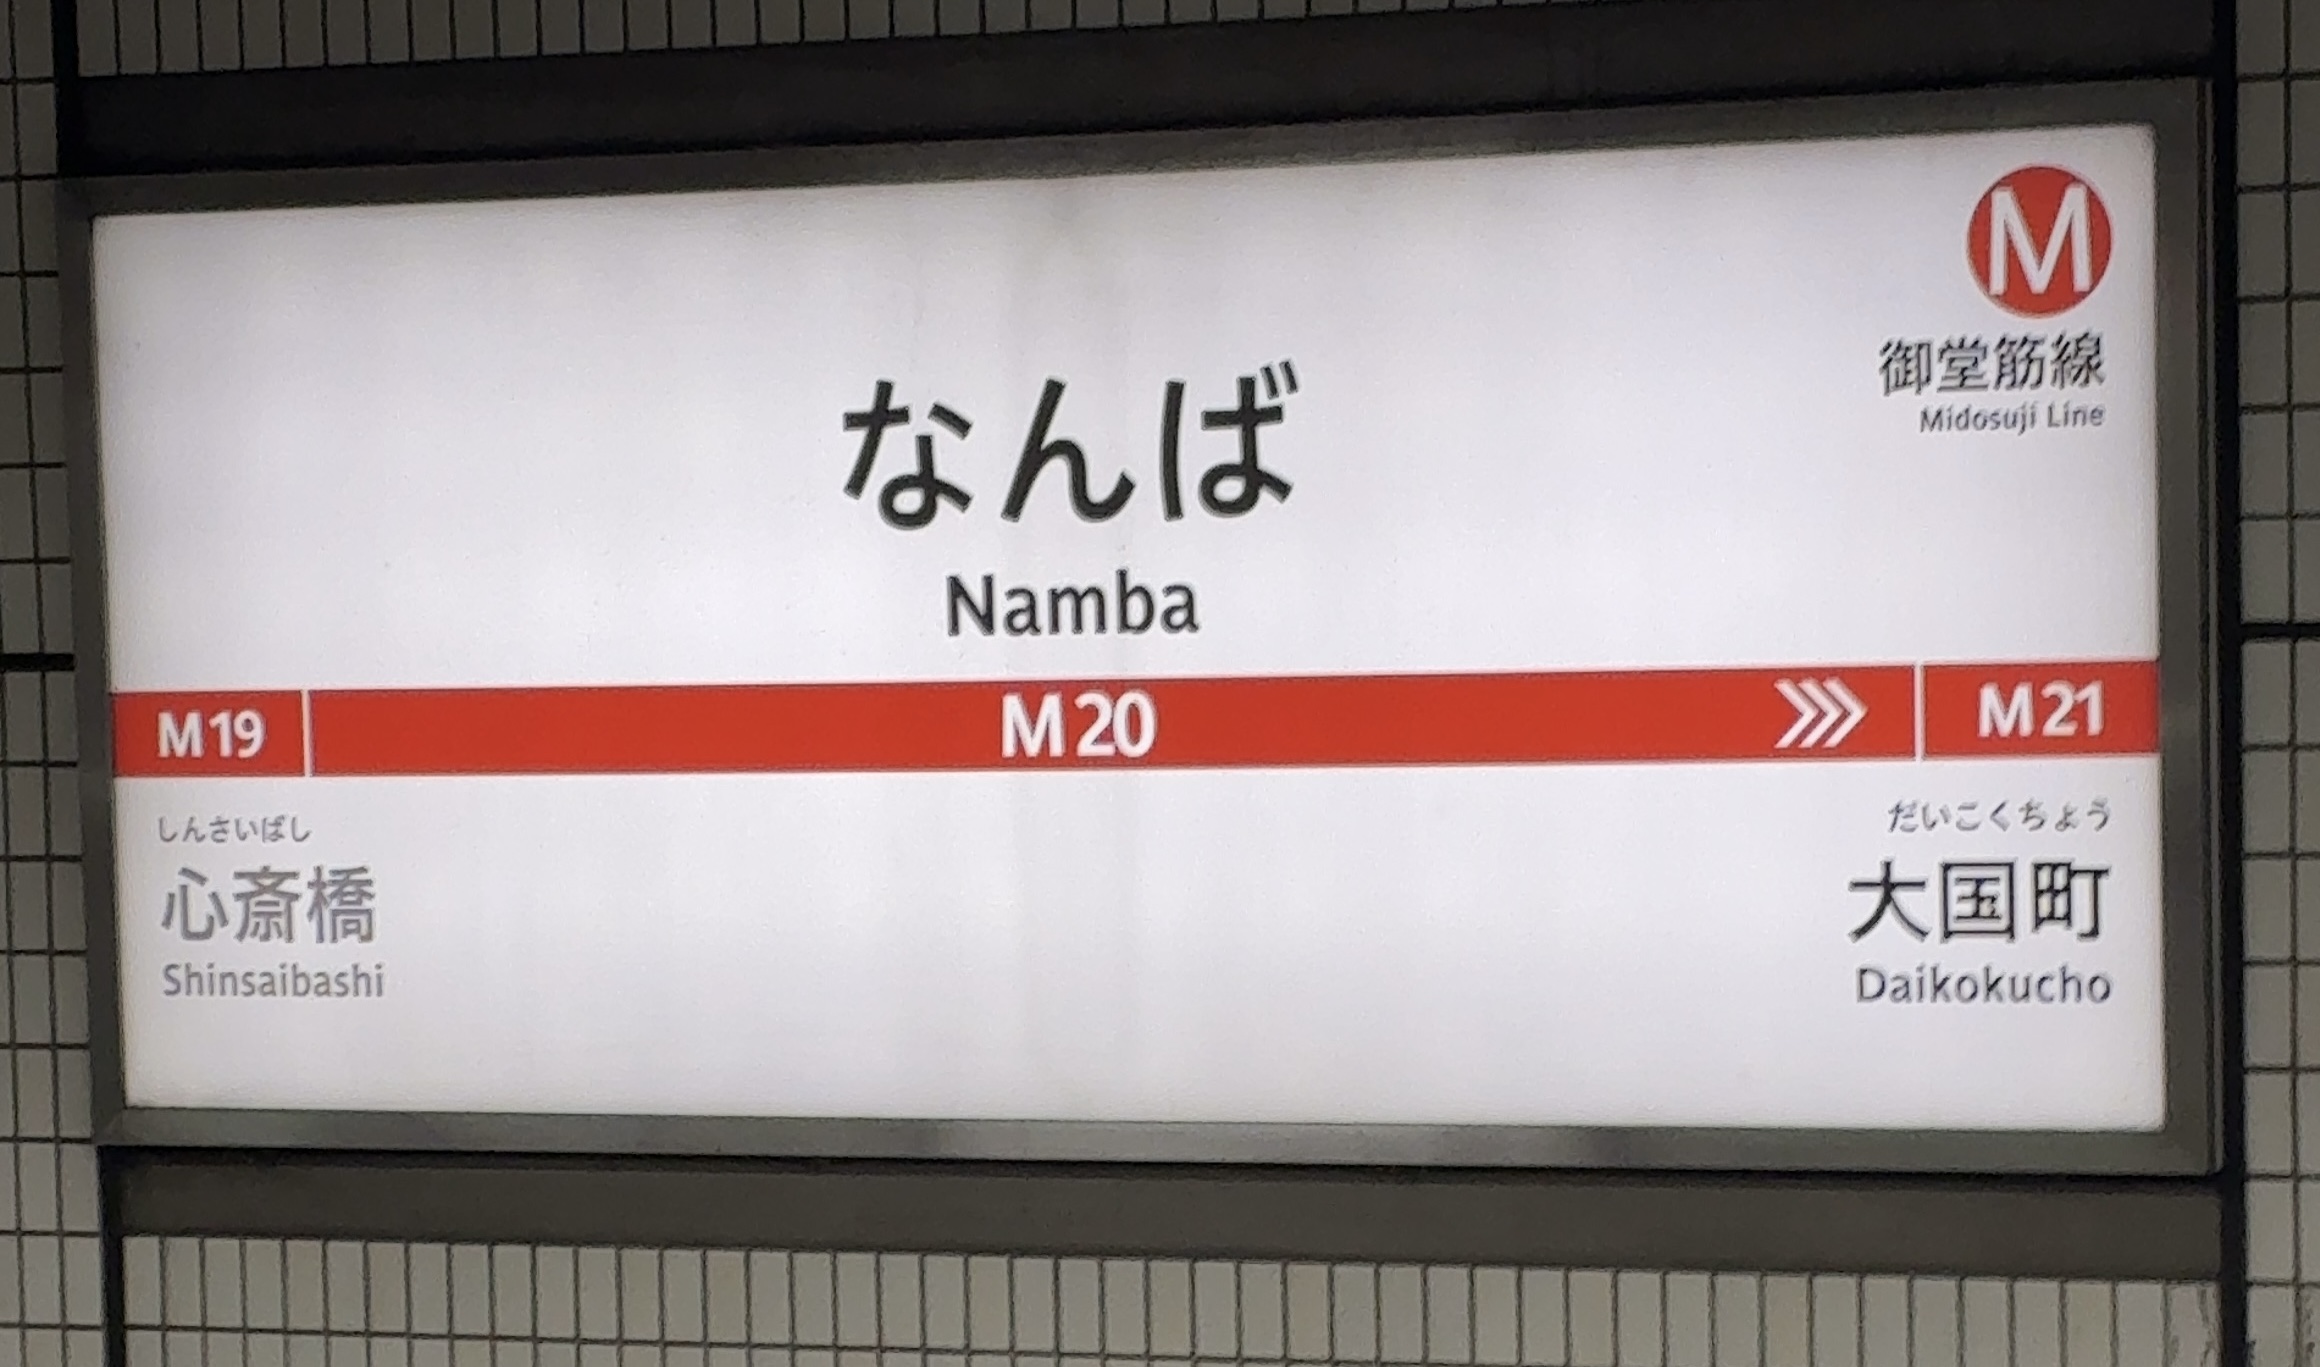 M
御堂筋線
Midosuji Line
なんば
Namba
M19
M20
M21
しんさいばし
心斎橋
Shinsaibashi
だいこくちょう
大国町
Daikokucho